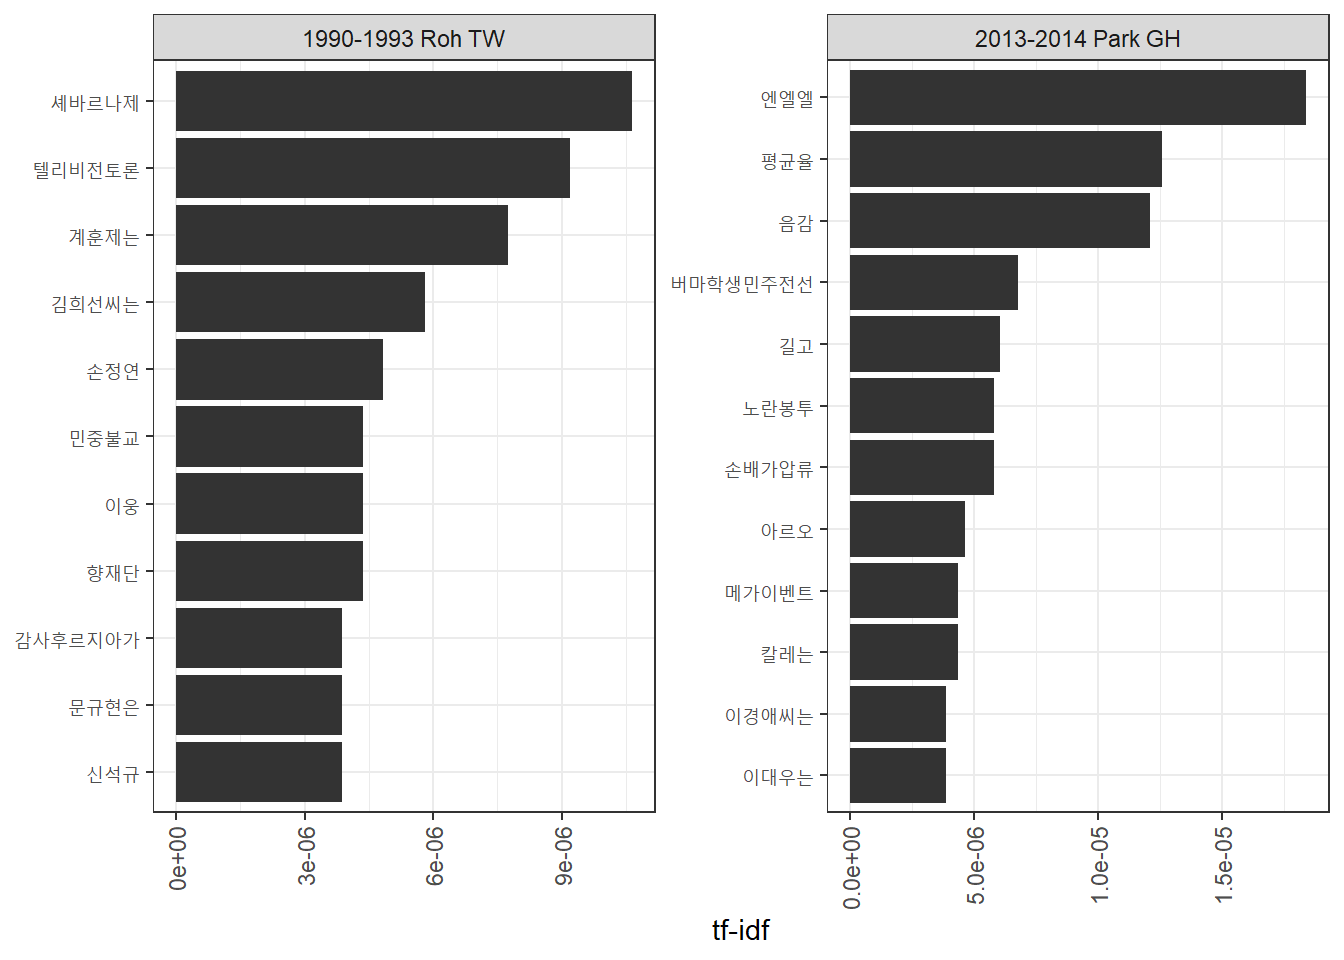 1990-1993 Roh TW
셰바르나제
텔리비전토론
계훈제는
김희선씨는
손정연
민중불교
이웅
향재단
감사후르지아가
문규현은
신석규
0e+00
3e-06
6e-06
9e-06
2013-2014 Park GH
엔엘엘
평균율
음감
버마학생민주전선
길고
노란봉투
손배가압류
아르오
메가이벤트
칼레는
이경애씨는
이대우는
0.0e+00
5.0e-06
1.0e-05
1.5e-05
tf-idf